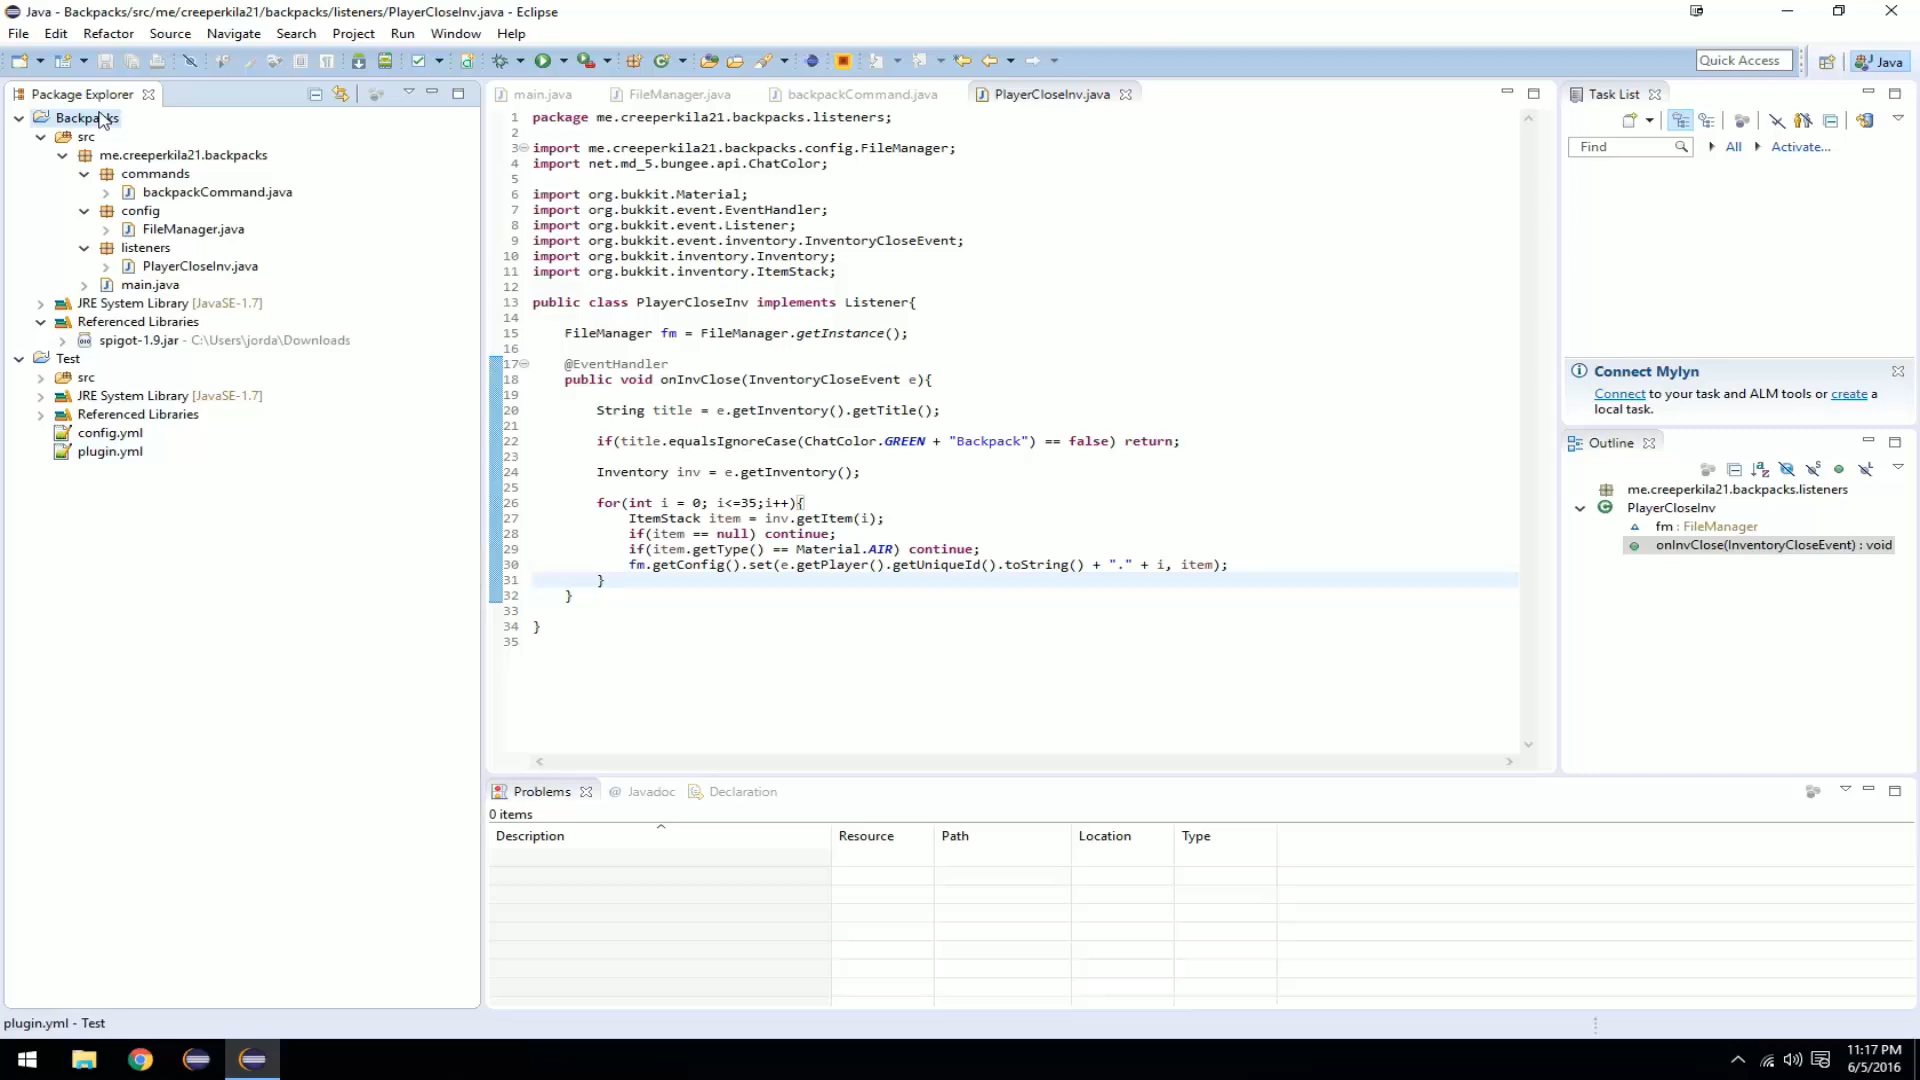 Java - Backpacks/src/me/creeperkila21/backpacks/listeners/PlayerCloseInv.java - Eclipse
File Edit Refactor Source Navigate Search Project Run Window Help
Quick Access
Java
Package Explorer
Backpacks
src
me.creeperkila21.backpacks
commands
backpackCommand.java
config
FileManager.java
listeners
PlayerCloseInv.java
main.java
JRE System Library [JavaSE-1.7]
Referenced Libraries
spigot-1.9.jar - C:\Users\jorda\Downloads
Test
src
JRE System Library [JavaSE-1.7]
Referenced Libraries
config.yml
plugin.yml
main.java FileManager.java backpackCommand.java PlayerCloseInv.java
1 package me.creeperkila21.backpacks.listeners;
2
3 import me.creeperkila21.backpacks.config.FileManager;
4 import net.md_5.bungee.api.ChatColor;
5
6 import org.bukkit.Material;
7 import org.bukkit.event.EventHandler;
8 import org.bukkit.event.Listener;
9 import org.bukkit.event.inventory.InventoryCloseEvent;
10 import org.bukkit.inventory.Inventory;
11 import org.bukkit.inventory.ItemStack;
12
13 public class PlayerCloseInv implements Listener{
14
15 FileManager fm = FileManager.getInstance();
16
17 @EventHandler
18 public void onInvClose(InventoryCloseEvent e){
19
20 String title = e.getInventory().getTitle();
21
22 if(title.equalsIgnoreCase(ChatColor.GREEN + "Backpack") == false) return;
23
24 Inventory inv = e.getInventory();
25
26 for(int i = 0; i<=35;i++){
27 ItemStack item = inv.getItem(i);
28 if(item == null) continue;
29 if(item.getType() == Material.AIR) continue;
30 fm.getConfig().set(e.getPlayer().getUniqueId().toString() + "." + i, item);
31 }
32 }
33
34 }
35
Task List
Find All Activate...
Connect Mylyn
Connect to your task and ALM tools or create a
local task.
Outline
me.creeperkila21.backpacks.listeners
PlayerCloseInv
fm : FileManager
onInvClose(InventoryCloseEvent) : void
Problems @ Javadoc Declaration
0 items
Description Resource Path Location Type
plugin.yml - Test
11:17 PM
6/5/2016